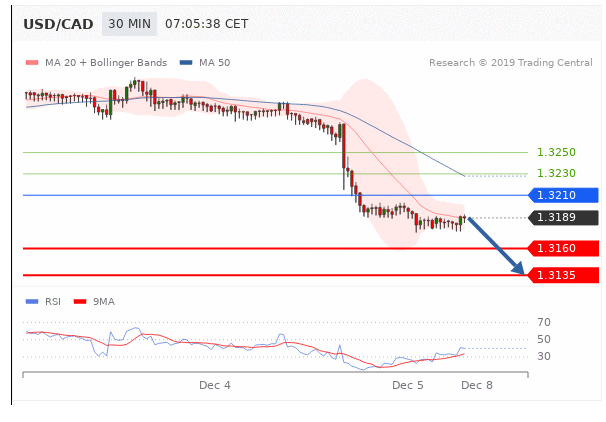 USD/CAD 30 MIN 07:05:38 CET
MA 20 + Bollinger Bands MA 50 Research © 2019 Trading Central
1.3250
1.3230
1.3210
1.3189
1.3160
1.3135
RSI 9MA
70
50
30
Dec 4 Dec 5 Dec 8